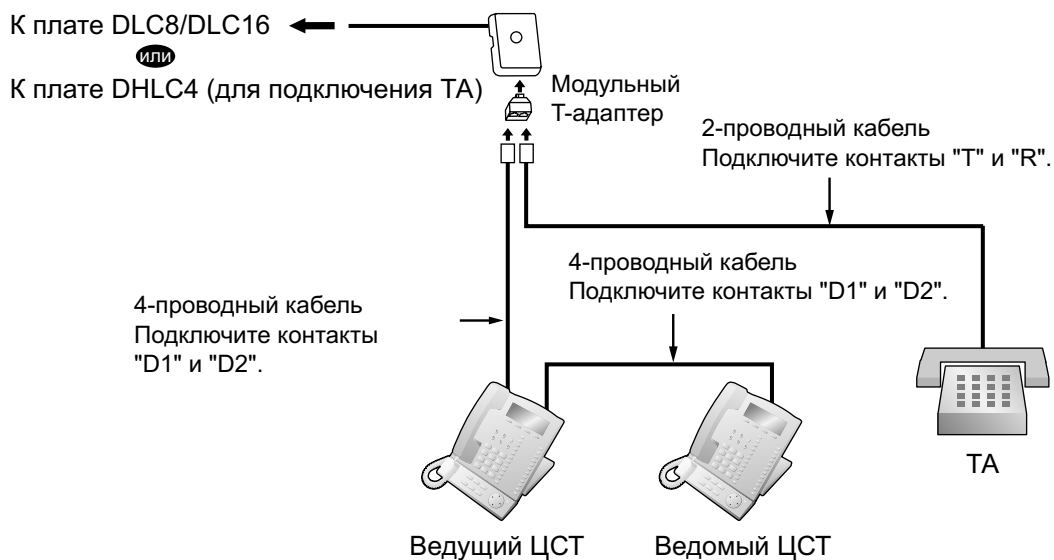 К плате DLC8/DLC16
или
К плате DHLC4 (для подключения ТА)
Модульный
Т-адаптер
2-проводный кабель
Подключите контакты "T" и "R".
4-проводный кабель
Подключите контакты "D1" и "D2".
4-проводный кабель
Подключите контакты
"D1" и "D2".
ТА
Ведущий ЦСТ
Ведомый ЦСТ